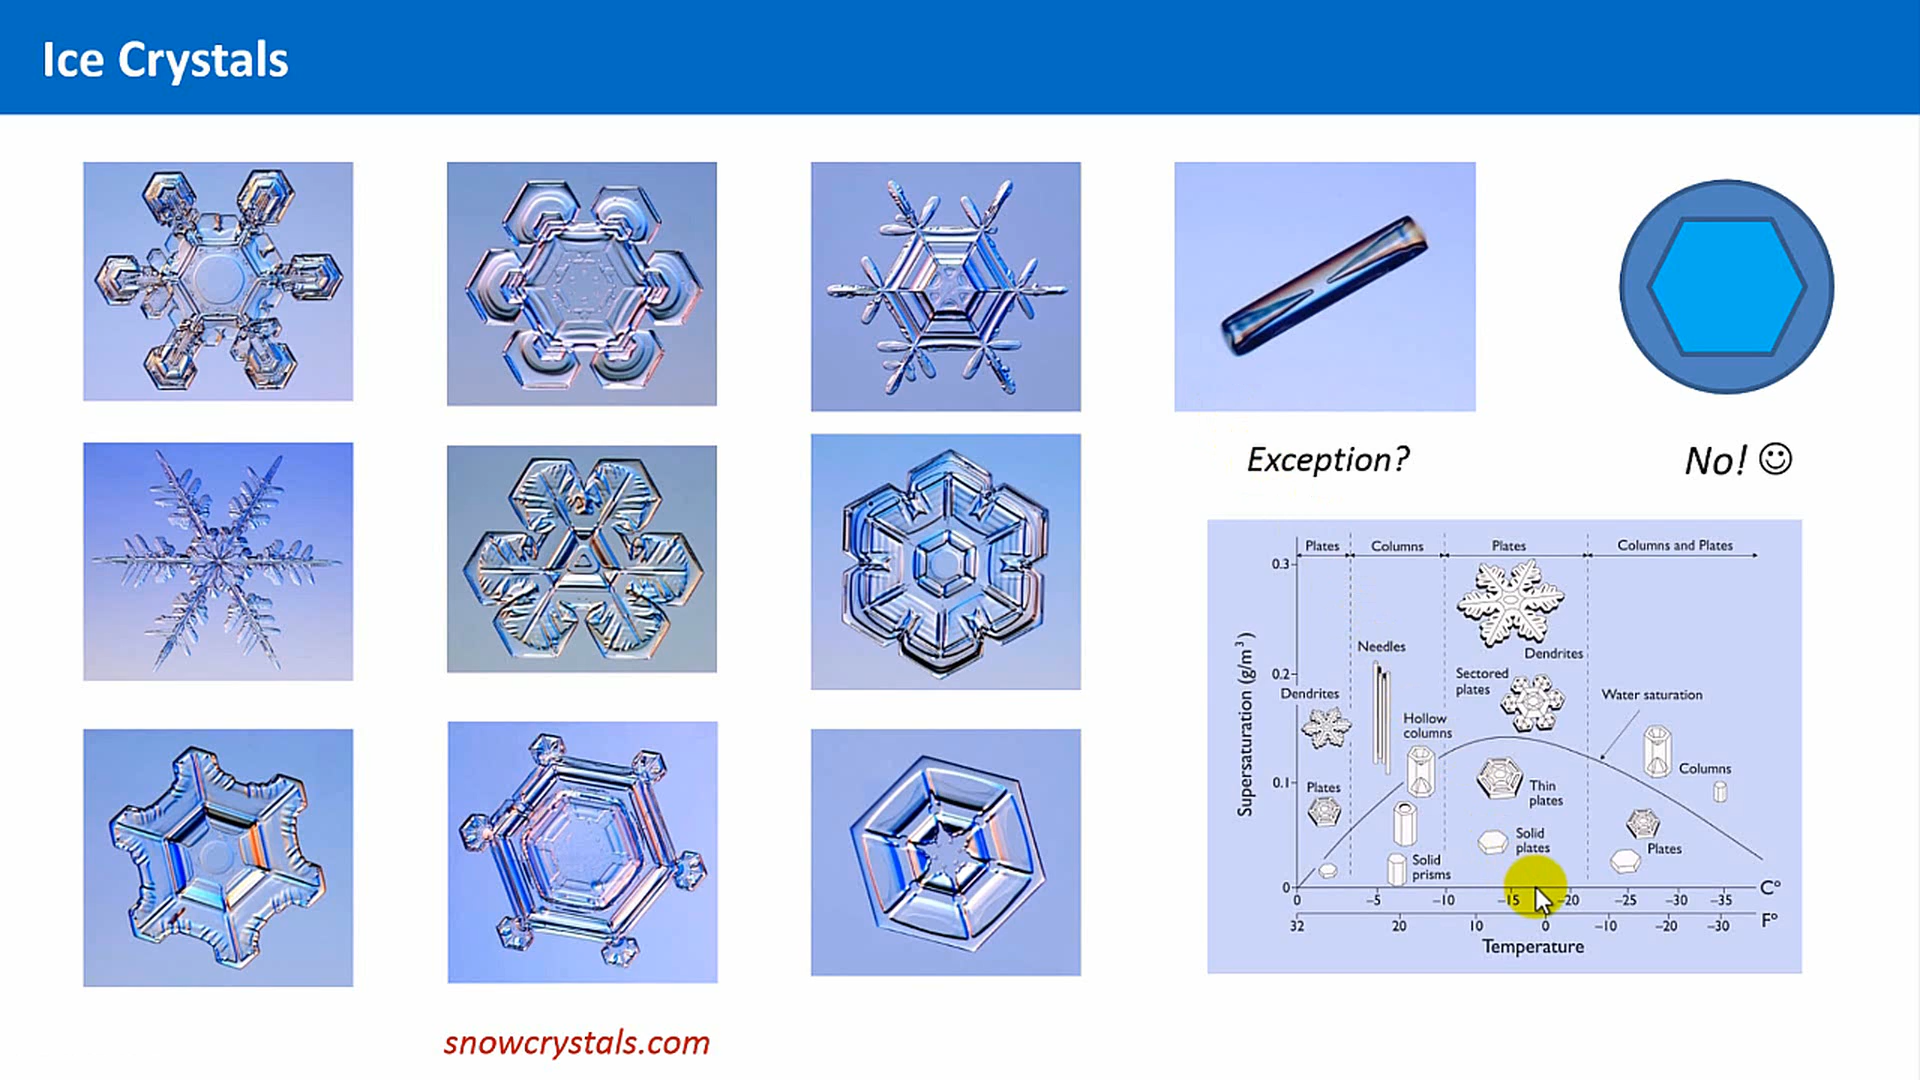 Ice Crystals
Exception?
No! ☺
Plates Columns Plates Columns and Plates
0.3
Dendrites
Needles
0.2
Sectored
plates
Dendrites
Water saturation
Hollow
columns
Columns
0.1
Plates
Thin
plates
Solid
plates
Plates
Solid
prisms
0
Supersaturation (g/m³)
0 −5 −10 −15 −20 −25 −30 −35 C°
32 20 10 0 −10 −20 −30 F°
Temperature
snowcrystals.com